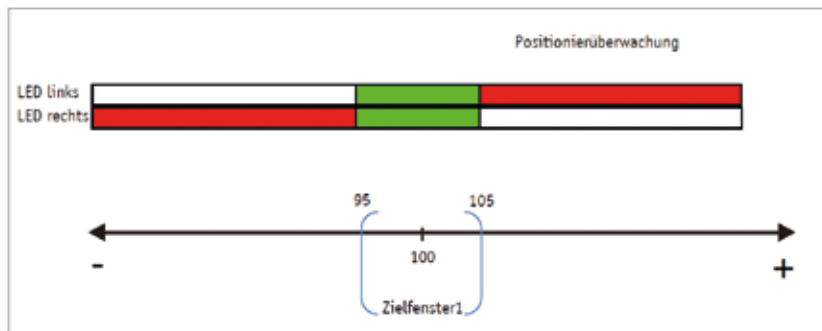 Positionierüberwachung
LED links
LED rechts
95 105
100
- +
Zielfenster1